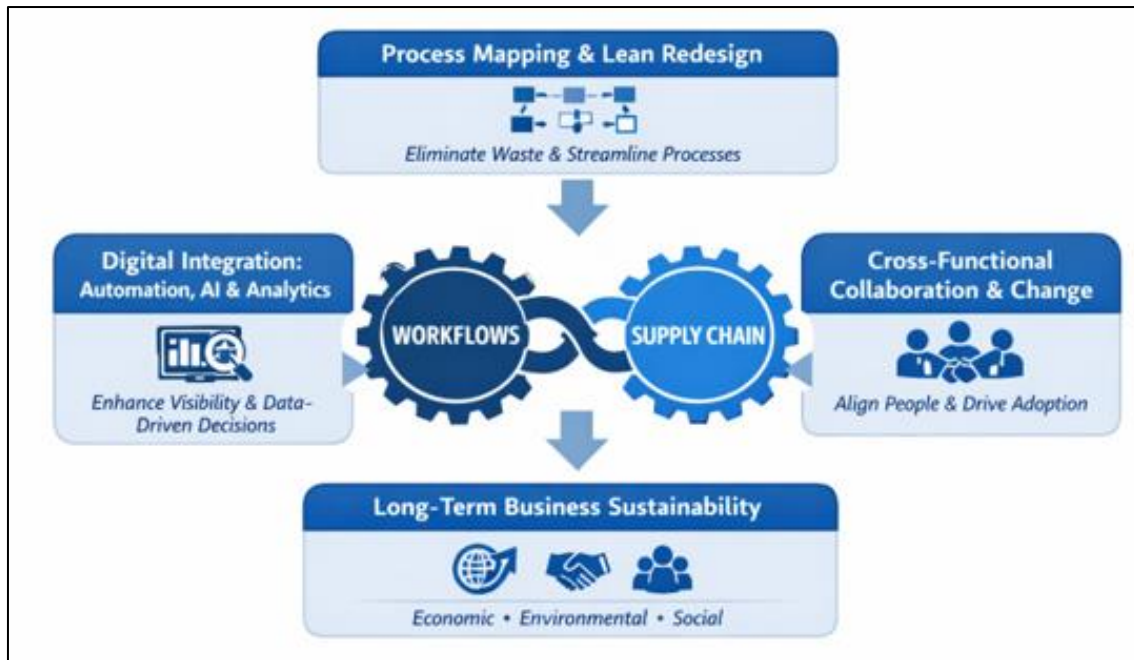 Process Mapping & Lean Redesign
Eliminate Waste & Streamline Processes
Digital Integration:
Automation, AI & Analytics
Enhance Visibility & Data-
Driven Decisions
WORKFLOWS
SUPPLY CHAIN
Cross-Functional
Collaboration & Change
Align People & Drive Adoption
Long-Term Business Sustainability
Economic • Environmental • Social